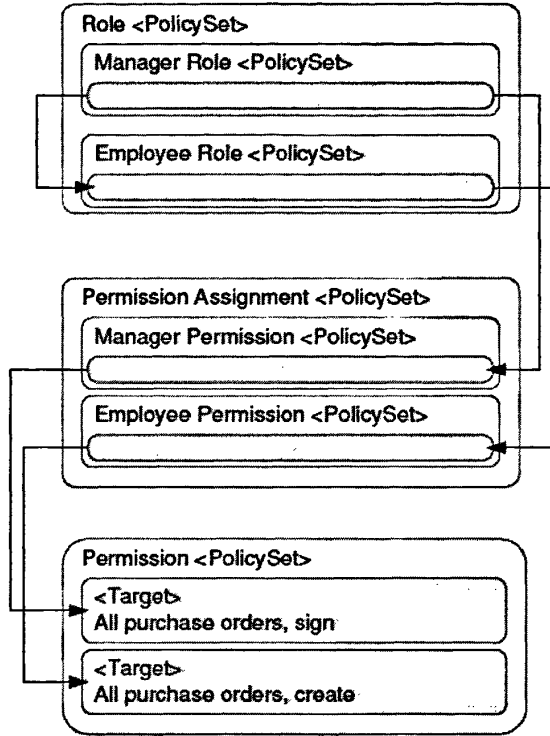 Role <PolicySet>
Manager Role <PolicySet>
Employee Role <PolicySet>
Permission Assignment <PolicySet>
Manager Permission <PolicySet>
Employee Permission <PolicySet>
Permission <PolicySet>
<Target>
All purchase orders, sign
<Target>
All purchase orders, create